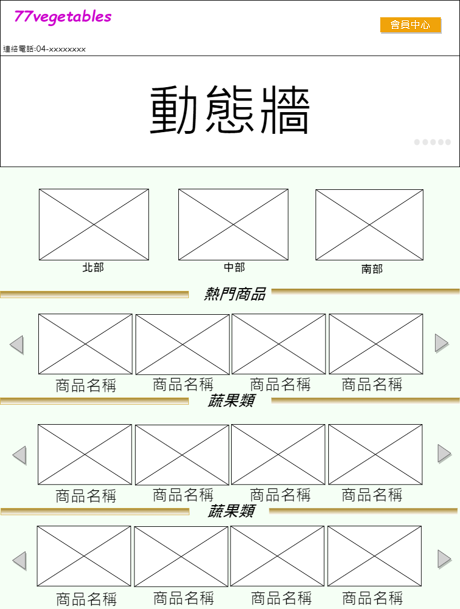 77vegetables
會員中心
連絡電話:04-xxxxxxxx
動態牆
北部
中部
南部
熱門商品
商品名稱
商品名稱
商品名稱
商品名稱
蔬果類
商品名稱
商品名稱
商品名稱
商品名稱
蔬果類
商品名稱
商品名稱
商品名稱
商品名稱